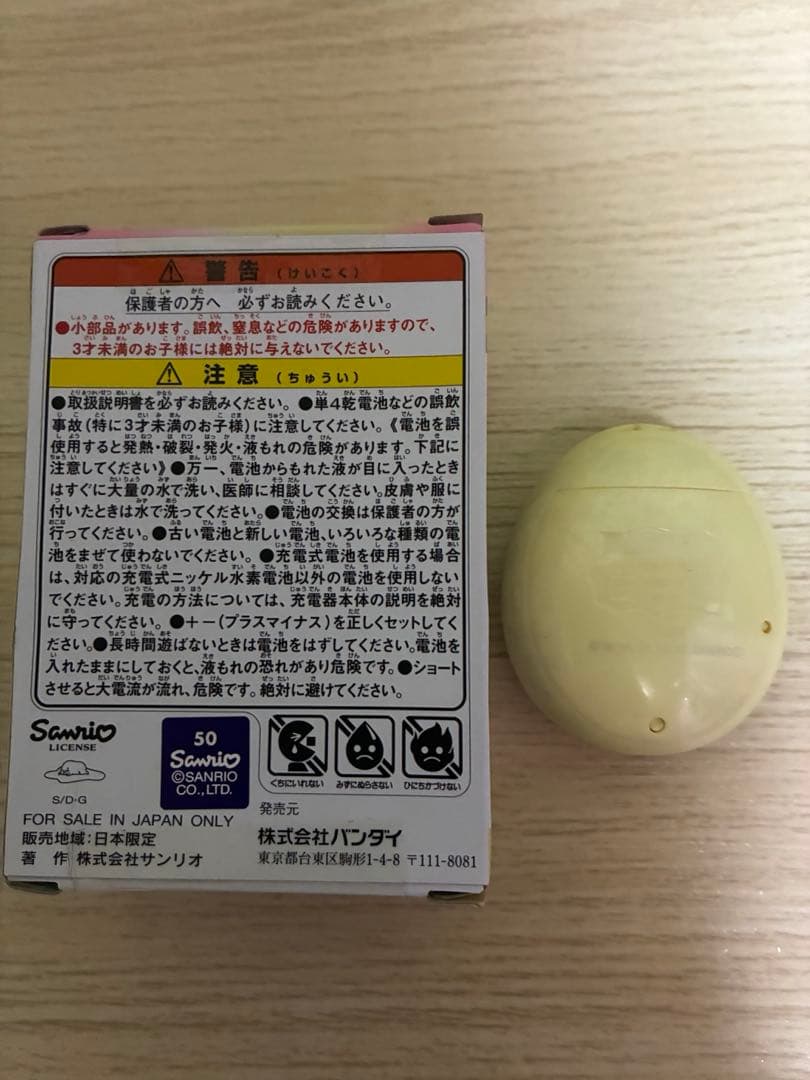 警告 (けいこく)
保護者の方へ 必ずお読みください。
●小部品があります。誤飲、窒息などの危険がありますので、
3才未満のお子様には絶対に与えないでください。
注意 (ちゅうい)
●取扱説明書を必ずお読みください。●単4乾電池などの誤飲
事故(特に3才未満のお子様)に注意してください。《電池を誤
使用すると発熱・破裂・発火・液もれの危険があります。下記に
注意してください》●万一、電池からもれた液が目に入ったとき
はすぐに大量の水で洗い、医師に相談してください。皮膚や服に
付いたときは水で洗ってください。●電池の交換は保護者の方が
行ってください。●古い電池と新しい電池、いろいろな種類の電
池をまぜて使わないでください。●充電式電池を使用する場合
は、対応の充電式ニッケル水素電池以外の電池を使用しない
でください。充電の方法については、充電器本体の説明を絶対
に守ってください。●+-(プラスマイナス)を正しくセットしてく
ださい。●長時間遊ばないときは電池をはずしてください。電池を
入れたままにしておくと、液もれの恐れがあり危険です。●ショート
させると大電流が流れ、危険です。絶対に避けてください。
Sanrio
LICENSE
S/D・G
50
Sanrio
©SANRIO
CO.,LTD.
くちにいれない
みずにぬらさない
ひにちかづけない
FOR SALE IN JAPAN ONLY
販売地域:日本限定
著 作 株式会社サンリオ
発売元
株式会社バンダイ
東京都台東区駒形1-4-8 〒111-8081